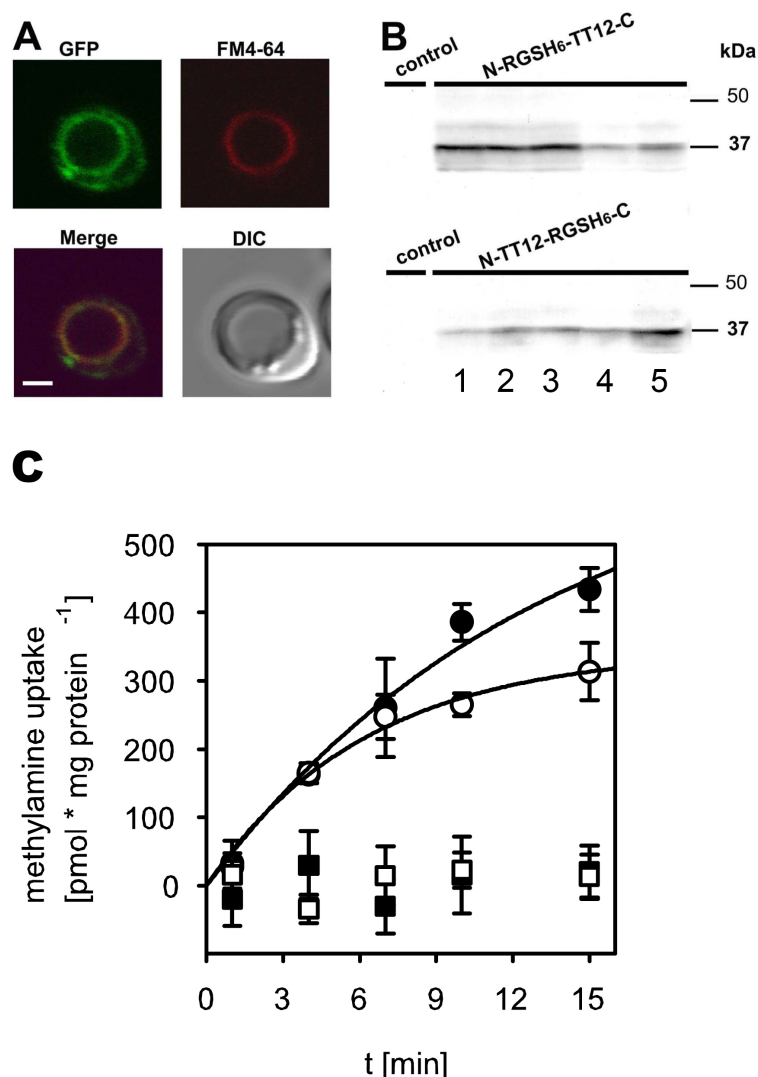 A
GFP
FM4-64
Merge
DIC
B
control
N-RGSH6-TT12-C
kDa
50
37
control
N-TT12-RGSH6-C
50
37
1 2 3 4 5
C
methylamine uptake
[pmol * mg protein -1]
500
400
300
200
100
0
0 3 6 9 12 15
t [min]